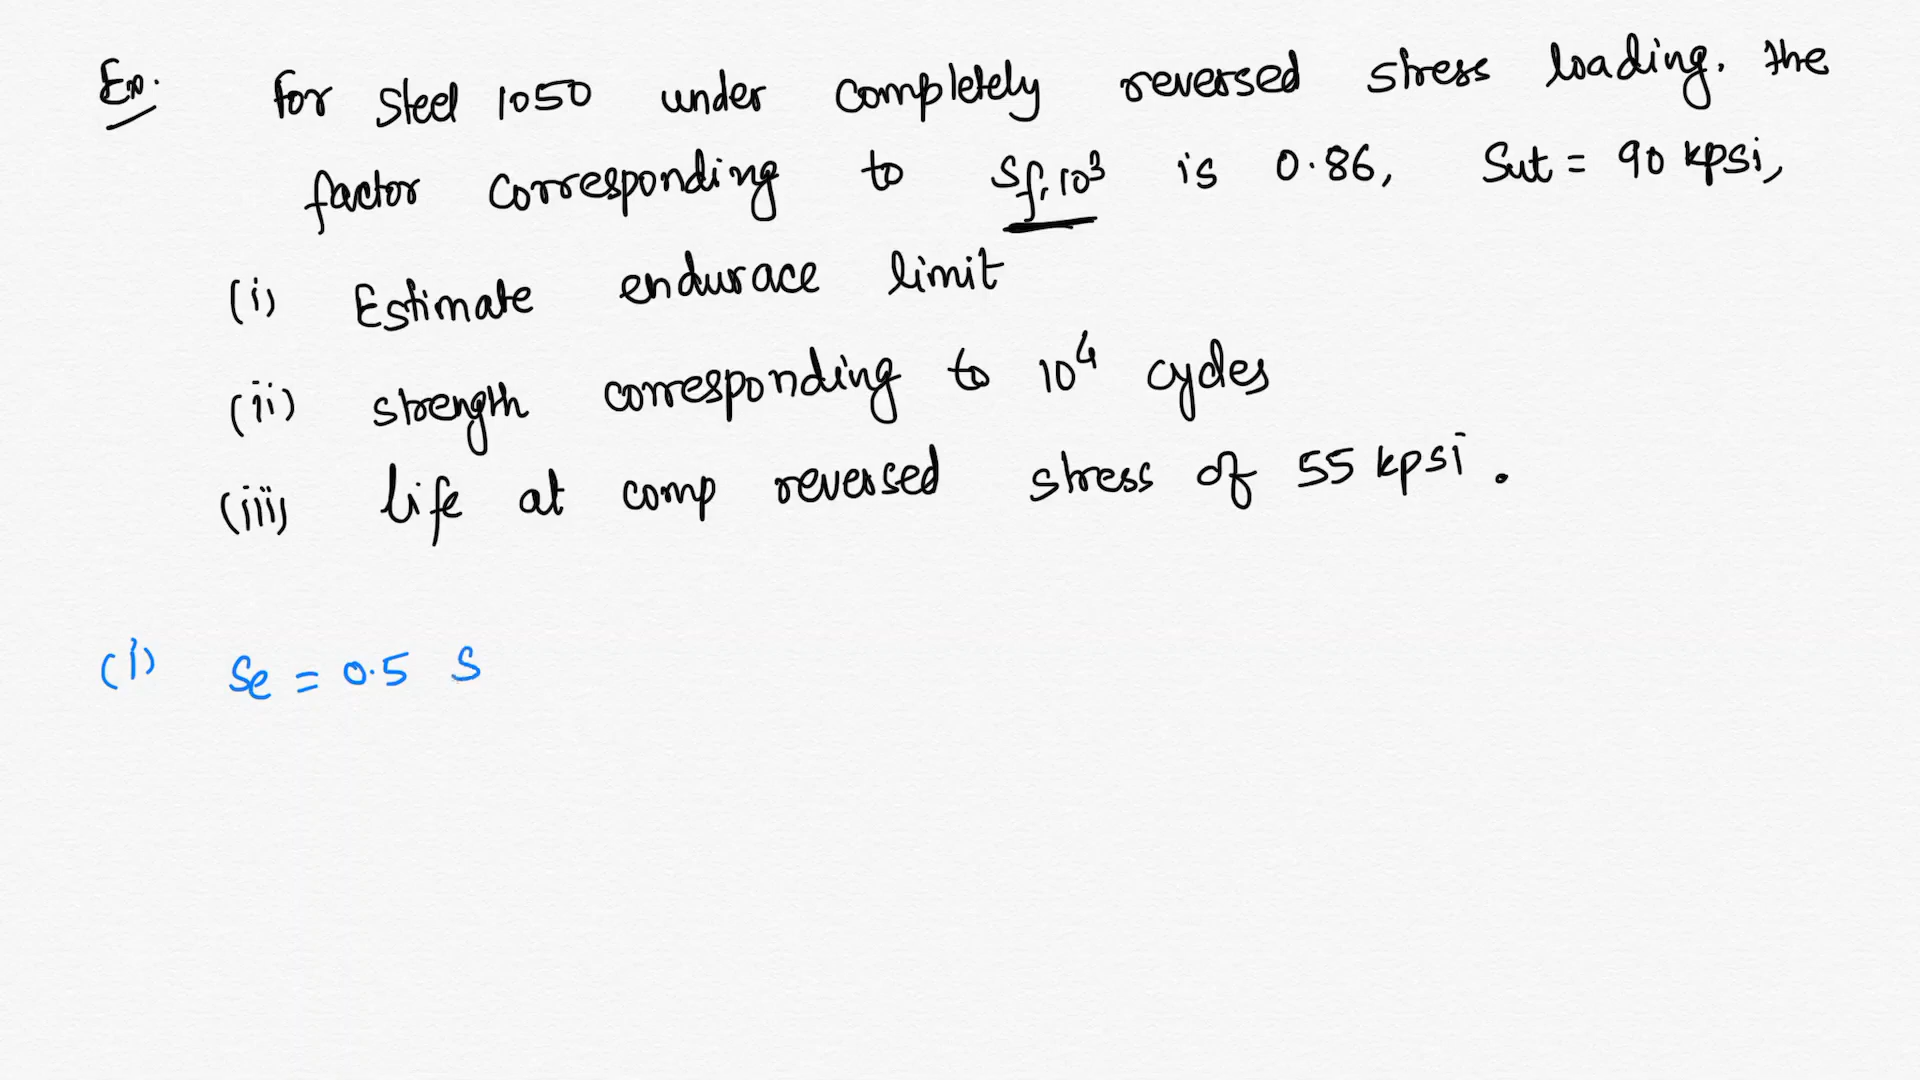 Ex. for Steel 1050 under completely reversed stress loading. the
factor corresponding to Sf,10³ is 0.86, Sut = 90 kpsi,
(i) Estimate endurace limit
(ii) strength corresponding to 10⁴ cycles
(iii) life at comp reversed stress of 55 kpsi.
(i) Se = 0.5 S